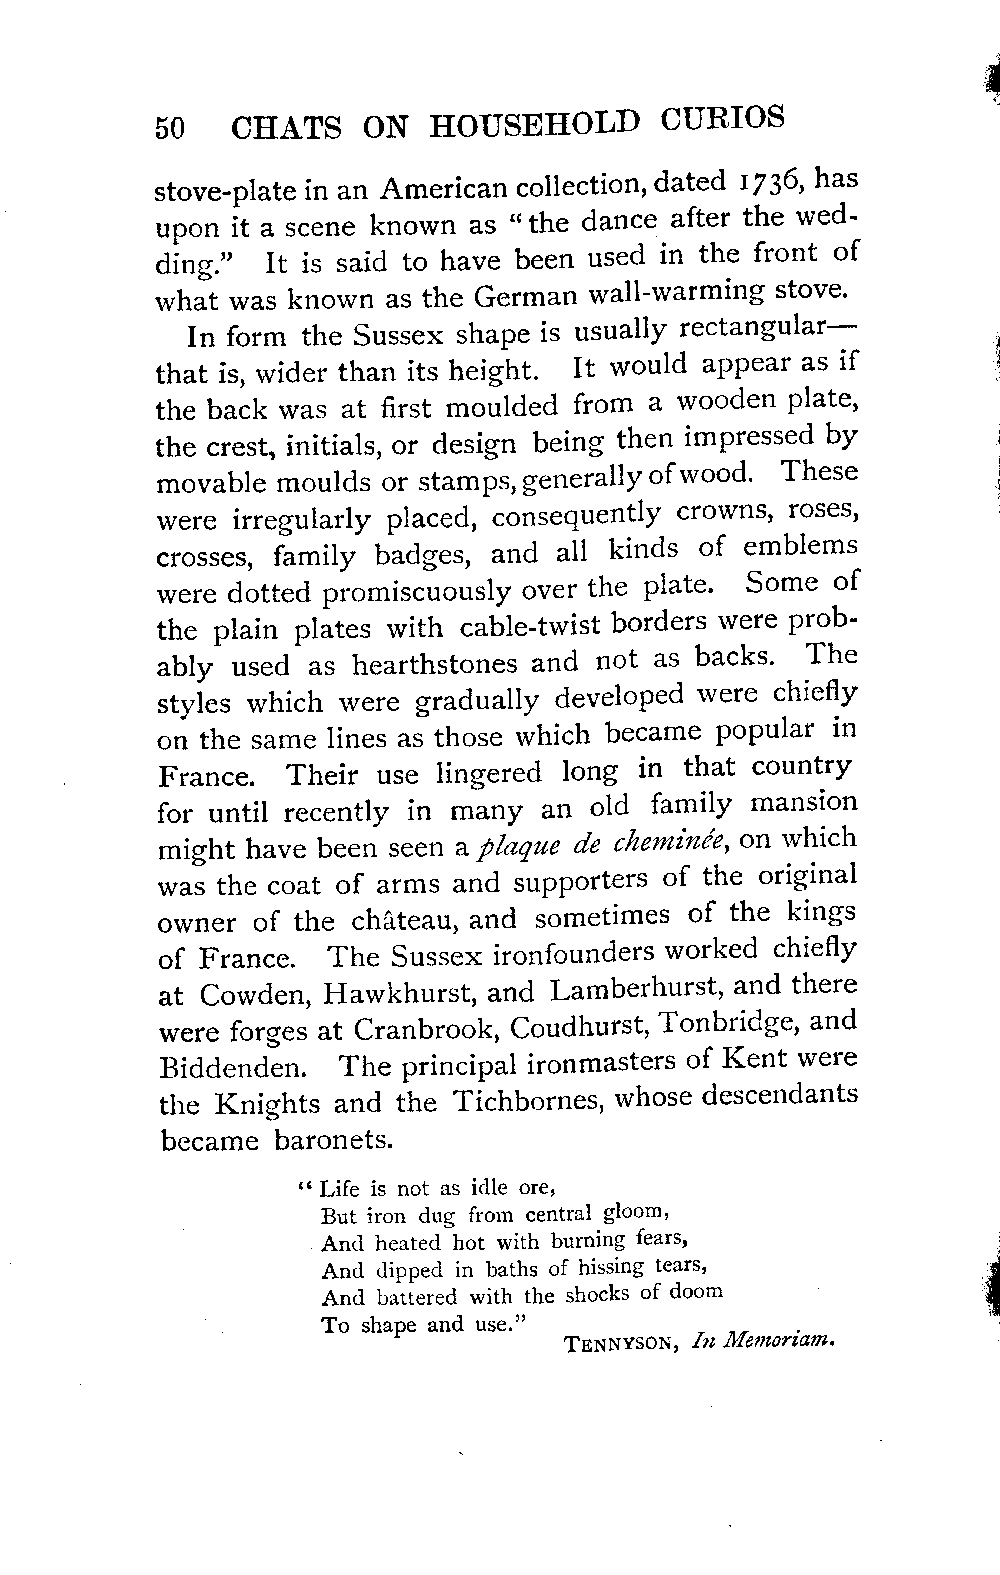 50 CHATS ON HOUSEHOLD CURIOS
stove-plate in an American collection, dated 1736, has
upon it a scene known as “the dance after the wed-
ding.” It is said to have been used in the front of
what was known as the German wall-warming stove.
In form the Sussex shape is usually rectangular—
that is, wider than its height. It would appear as if
the back was at first moulded from a wooden plate,
the crest, initials, or design being then impressed by
movable moulds or stamps, generally of wood. These
were irregularly placed, consequently crowns, roses,
crosses, family badges, and all kinds of emblems
were dotted promiscuously over the plate. Some of
the plain plates with cable-twist borders were prob-
ably used as hearthstones and not as backs. The
styles which were gradually developed were chiefly
on the same lines as those which became popular in
France. Their use lingered long in that country
for until recently in many an old family mansion
might have been seen a plaque de cheminée, on which
was the coat of arms and supporters of the original
owner of the château, and sometimes of the kings
of France. The Sussex ironfounders worked chiefly
at Cowden, Hawkhurst, and Lamberhurst, and there
were forges at Cranbrook, Coudhurst, Tonbridge, and
Biddenden. The principal ironmasters of Kent were
the Knights and the Tichbornes, whose descendants
became baronets.
“Life is not as idle ore,
But iron dug from central gloom,
And heated hot with burning fears,
And dipped in baths of hissing tears,
And battered with the shocks of doom
To shape and use.”
TENNYSON, In Memoriam.